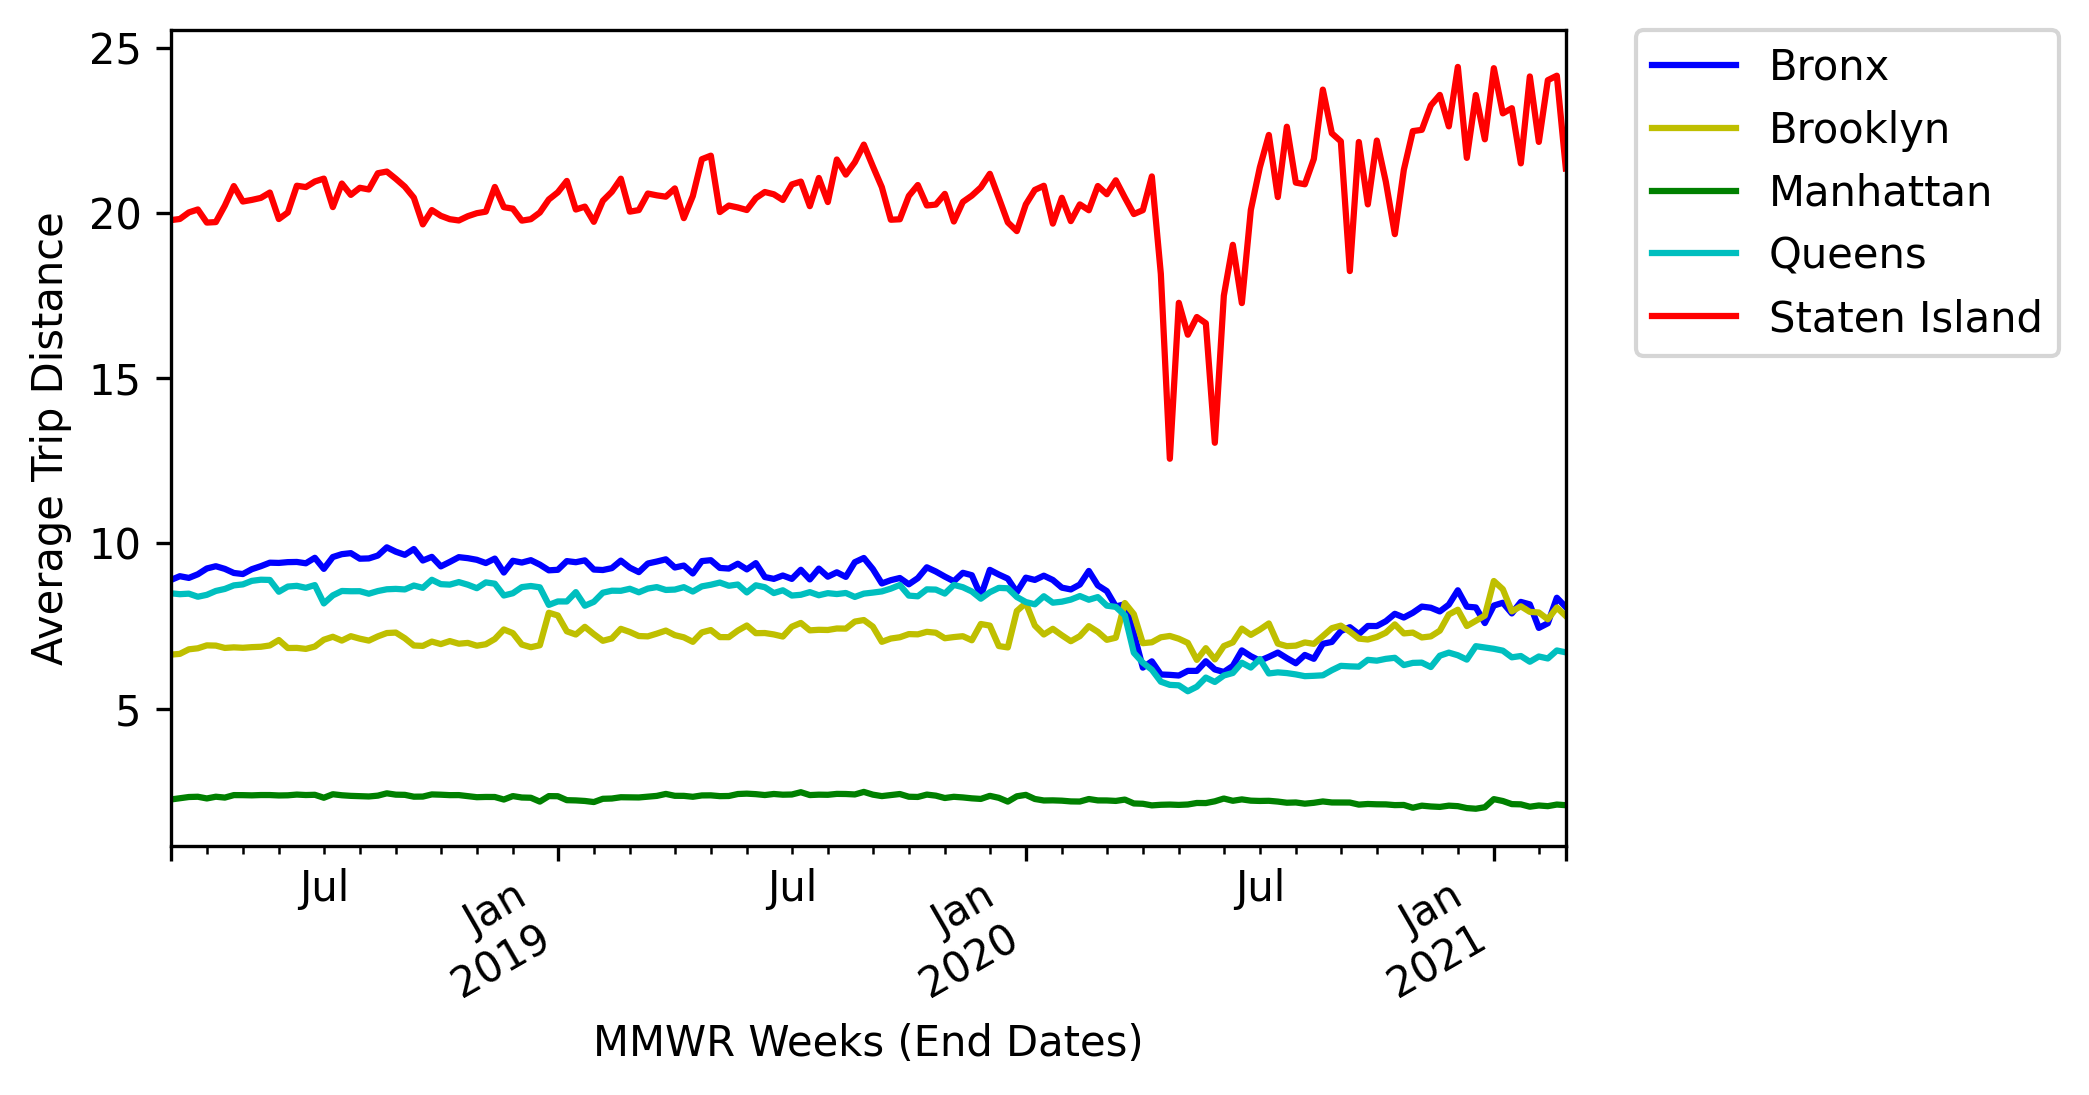 25
20
15
10
5
Average Trip Distance
Jul
Jan
2019
Jul
Jan
2020
Jul
Jan
2021
MMWR Weeks (End Dates)
Bronx
Brooklyn
Manhattan
Queens
Staten Island